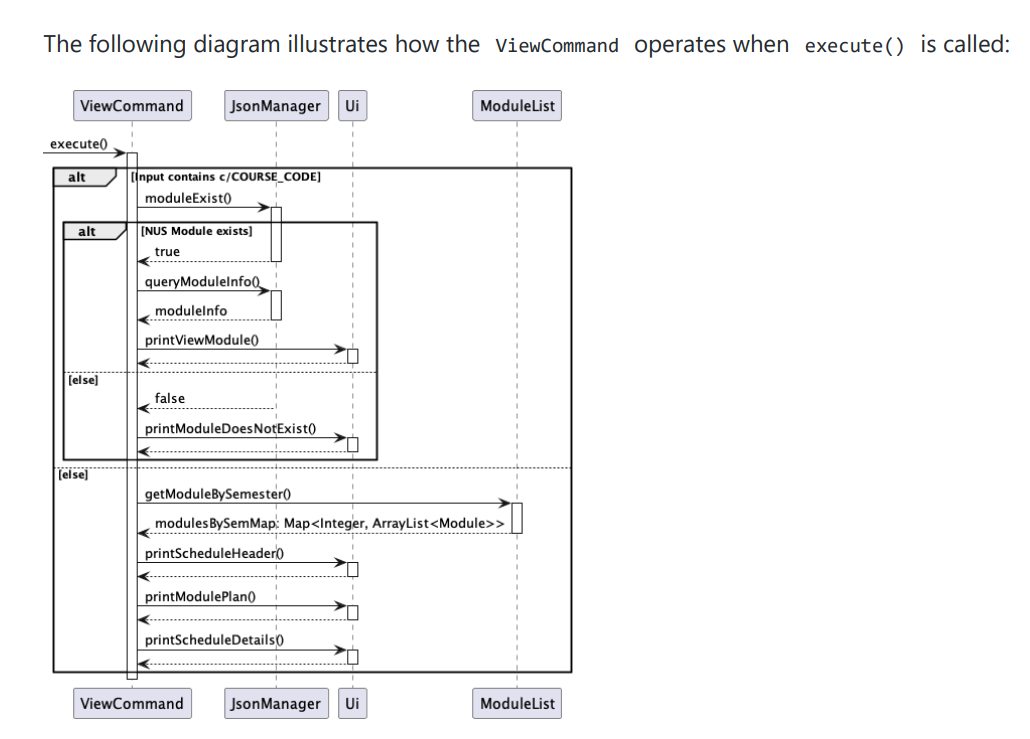 The following diagram illustrates how the ViewCommand operates when execute() is called:
ViewCommand JsonManager Ui ModuleList
execute()
alt [Input contains c/COURSE_CODE]
moduleExist()
alt [NUS Module exists]
true
queryModuleInfo()
moduleInfo
printViewModule()
[else]
false
printModuleDoesNotExist()
[else]
getModuleBySemester()
modulesBySemMap: Map<Integer, ArrayList<Module>>
printScheduleHeader()
printModulePlan()
printScheduleDetails()
ViewCommand JsonManager Ui ModuleList